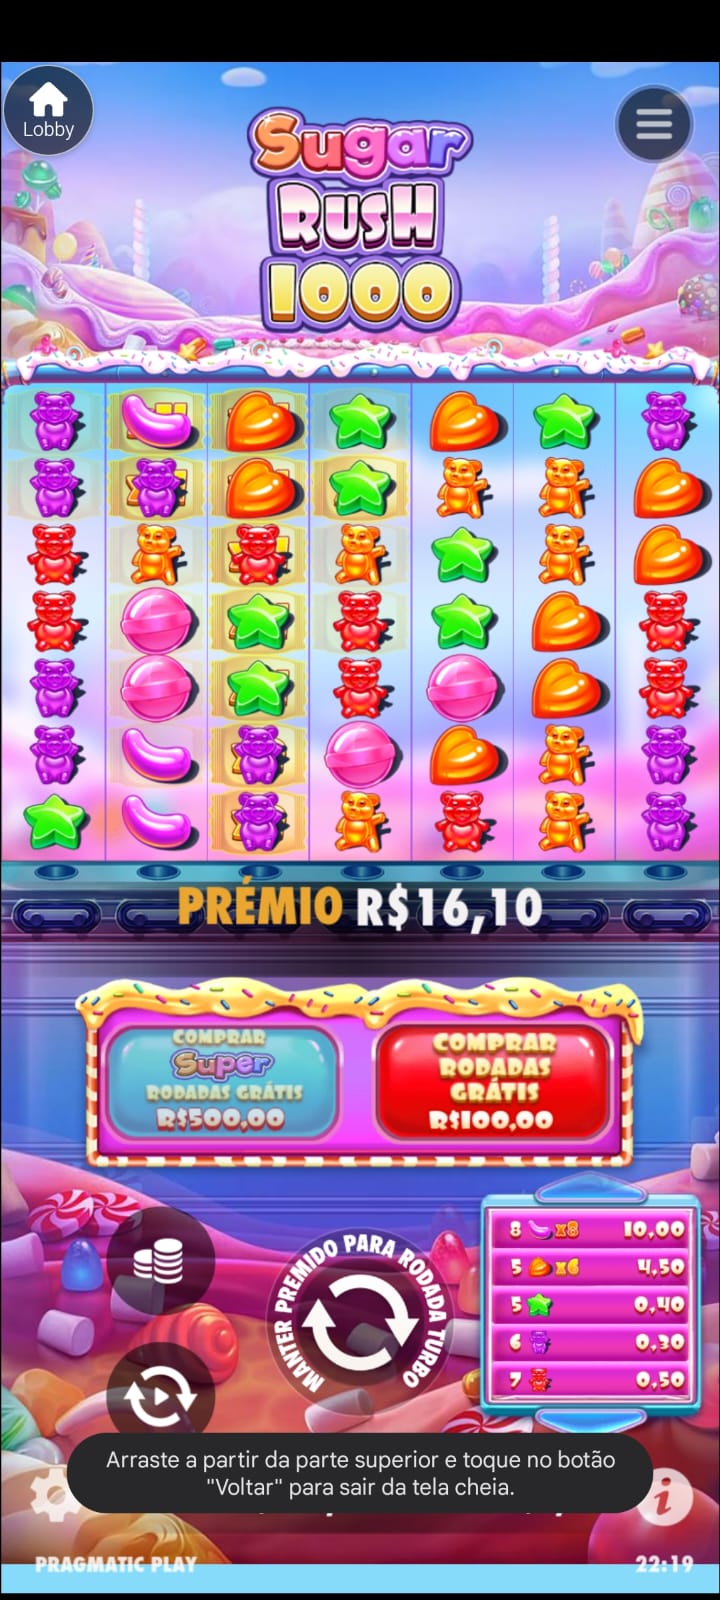 Lobby
Sugar
RUSH
1000
PRÉMIO R$16,10
COMPRAR
Super
RODADAS GRÁTIS
R$500,00
COMPRAR
RODADAS
GRÁTIS
R$100,00
8 x8 10,00
5 x6 4,50
5 0,40
6 0,30
7 0,50
MANTER PREMIDO PARA RODADA TURBO
Arraste a partir da parte superior e toque no botão
"Voltar" para sair da tela cheia.
i
PRAGMATIC PLAY
22:19